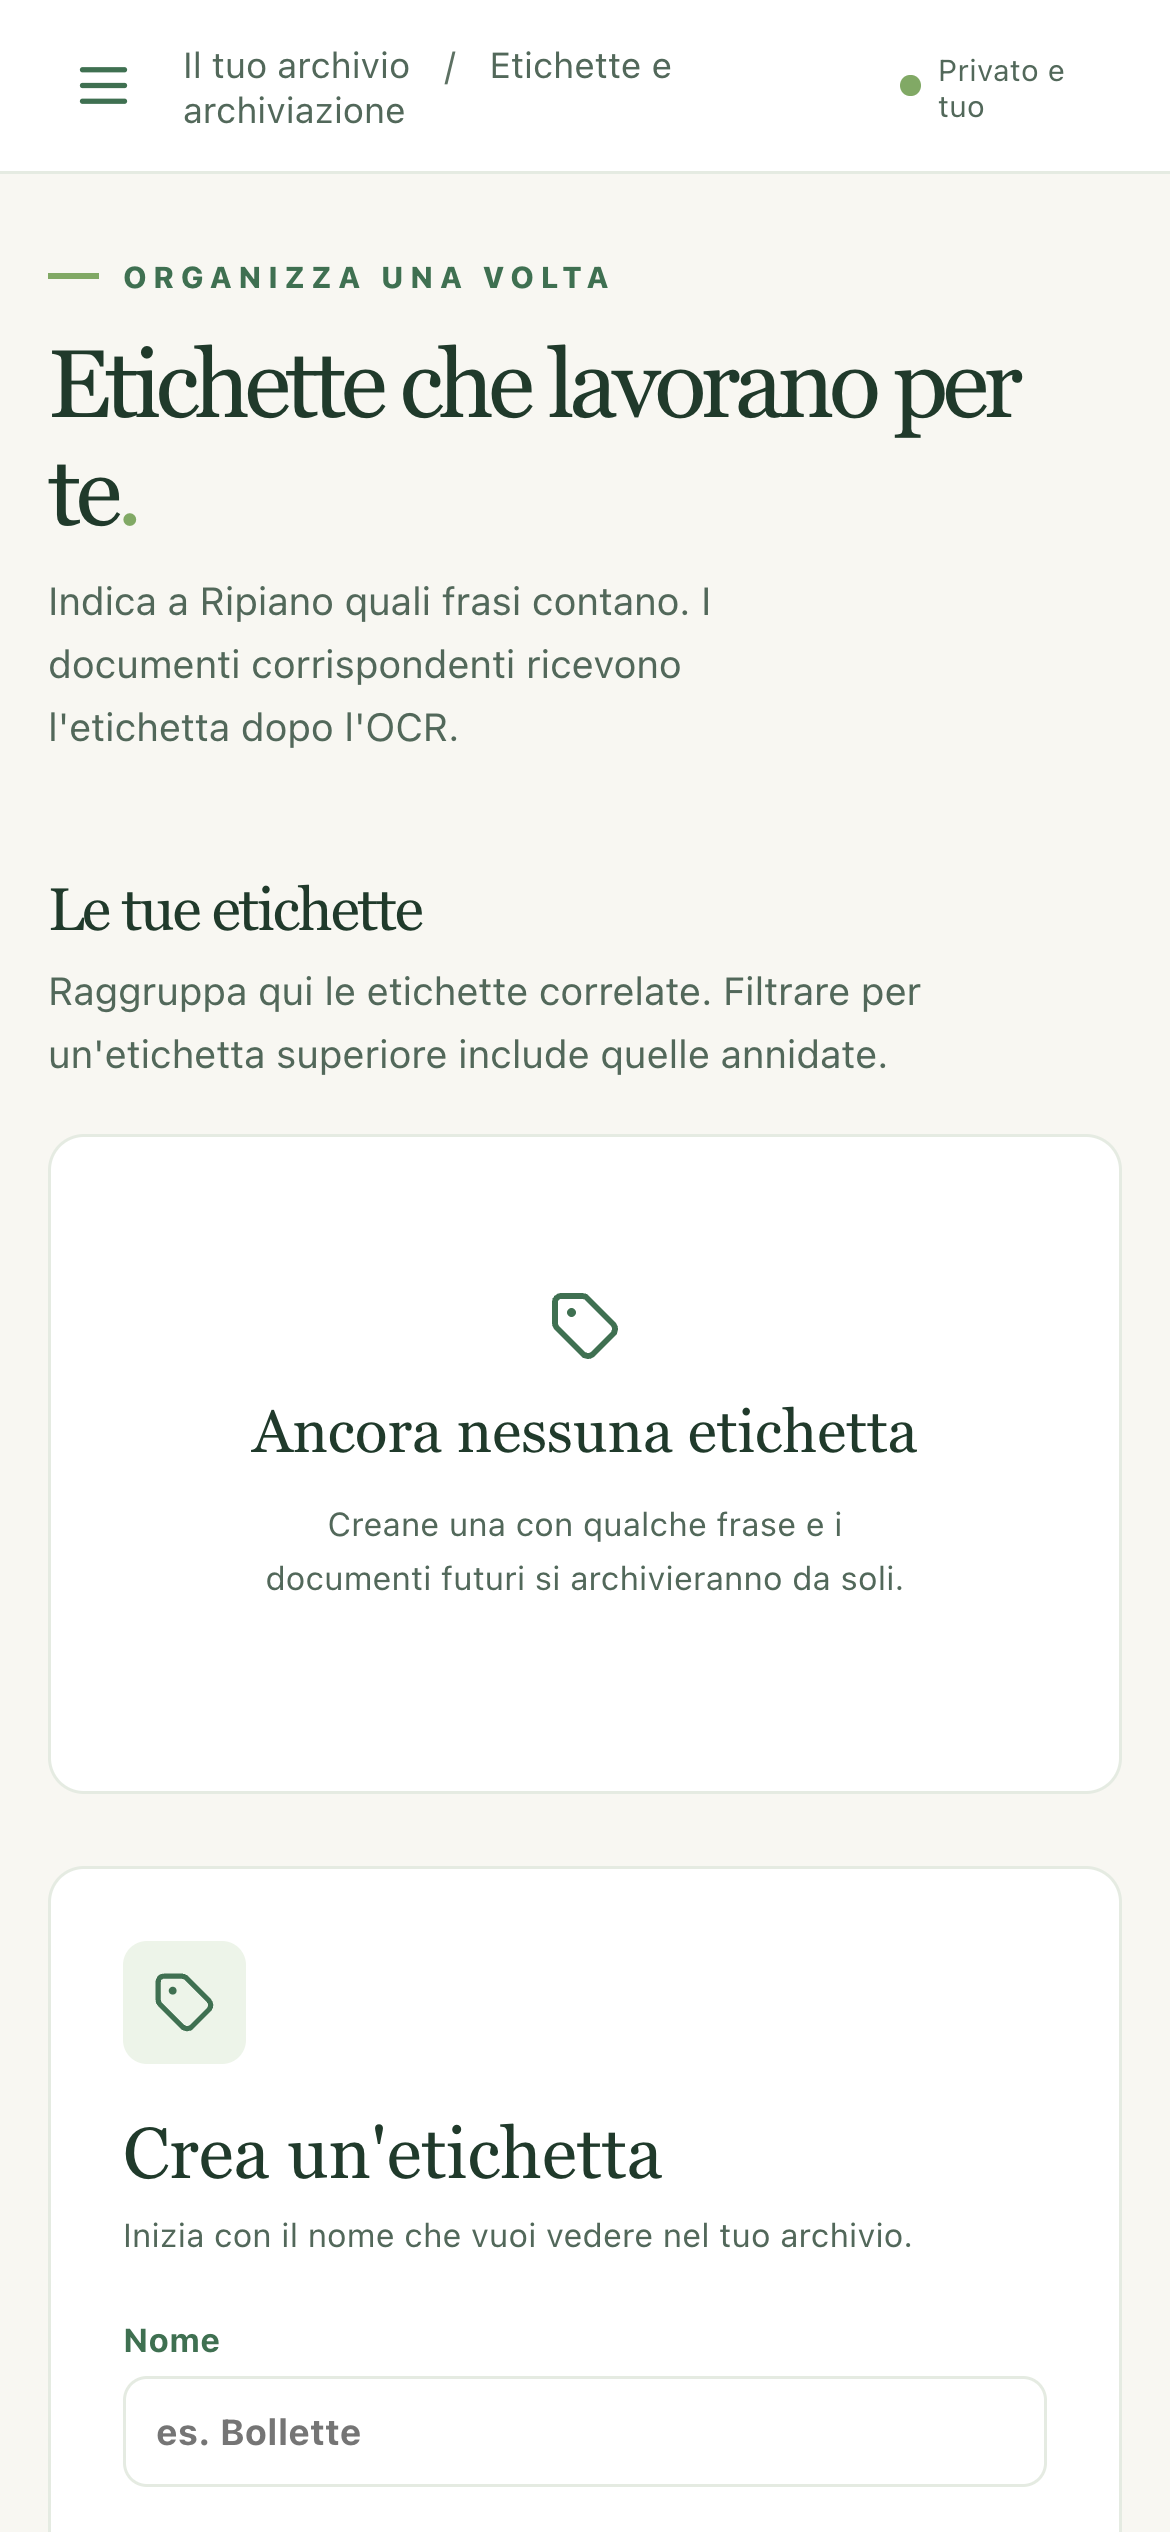 Il tuo archivio / Etichette e
archiviazione
Privato e
tuo
ORGANIZZA UNA VOLTA
Etichette che lavorano per
te.
Indica a Ripiano quali frasi contano. I
documenti corrispondenti ricevono
l'etichetta dopo l'OCR.
Le tue etichette
Raggruppa qui le etichette correlate. Filtrare per
un'etichetta superiore include quelle annidate.
Ancora nessuna etichetta
Creane una con qualche frase e i
documenti futuri si archivieranno da soli.
Crea un'etichetta
Inizia con il nome che vuoi vedere nel tuo archivio.
Nome
es. Bollette